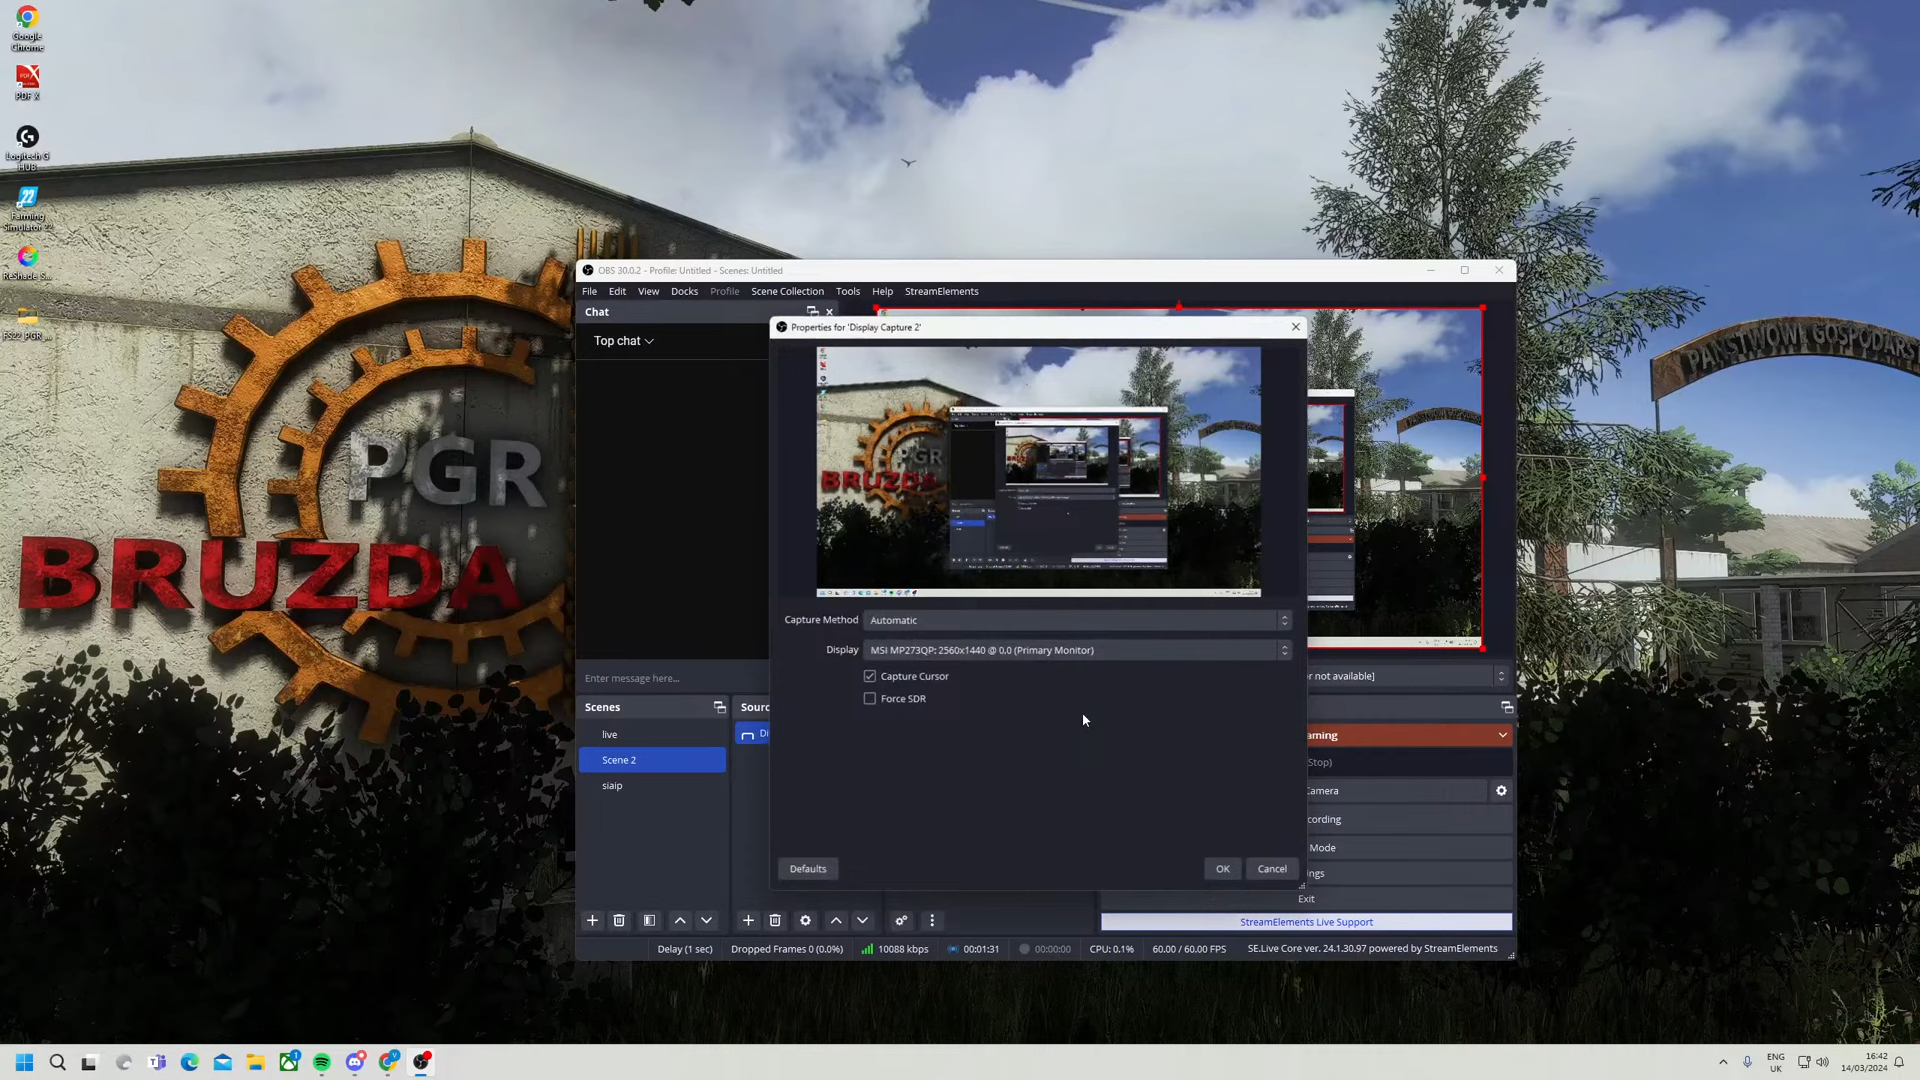 Google
Chrome
PDF X
Logitech G
HUB
Farming
Simulator 22
ReShade_S...
FS22_PGR_...
PGR
BRUZDA
PANSTWOWE GOSPODARS
OBS 30.0.2 - Profile: Untitled - Scenes: Untitled
File Edit View Docks Profile Scene Collection Tools Help StreamElements
Chat
Top chat
Properties for 'Display Capture 2'
Capture Method Automatic
Display MSI MP273QP: 2560x1440 @ 0,0 (Primary Monitor)
Capture Cursor
Force SDR
Defaults
OK
Cancel
Enter message here...
r not available]
Scenes
live
Scene 2
siaip
Sourc
Di
aming
Stop)
Camera
cording
Mode
ings
Exit
StreamElements Live Support
Delay (1 sec) Dropped Frames 0 (0.0%) 10088 kbps 00:01:31 00:00:00 CPU: 0.1% 60.00 / 60.00 FPS SE.Live Core ver. 24.1.30.97 powered by StreamElements
ENG
UK
16:42
14/03/2024